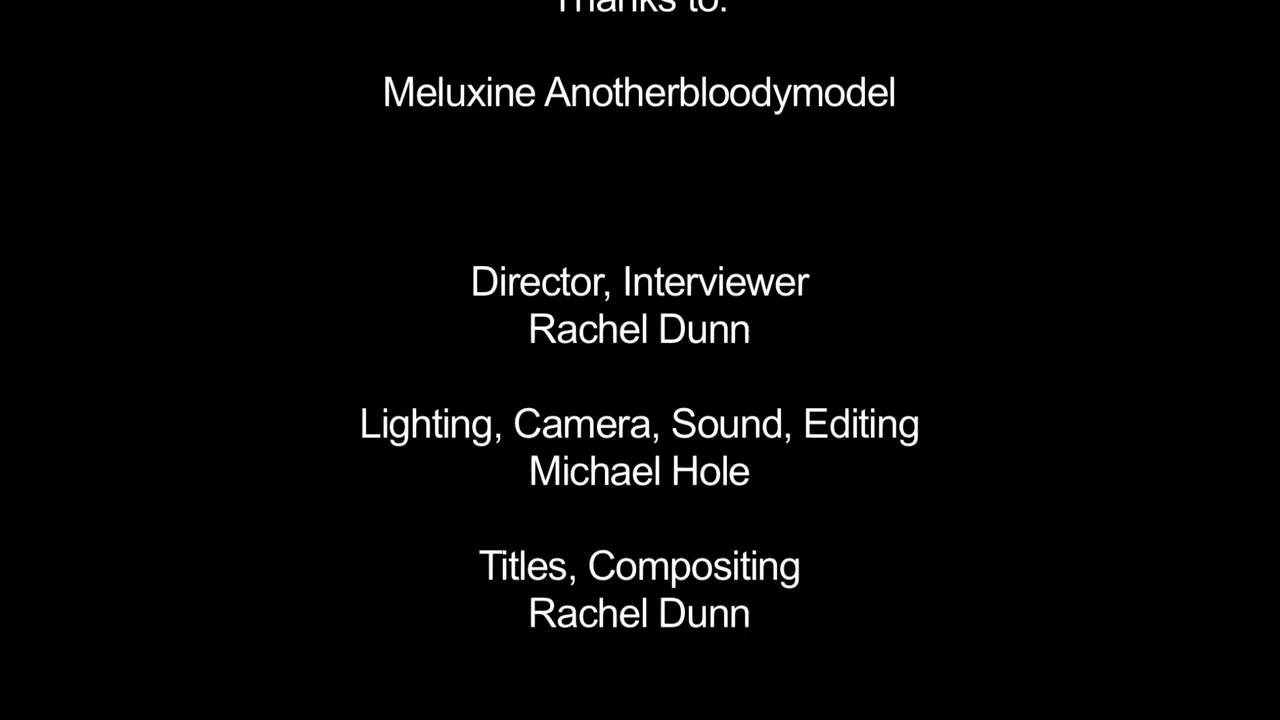 Thanks to:
Meluxine Anotherbloodymodel
Director, Interviewer
Rachel Dunn
Lighting, Camera, Sound, Editing
Michael Hole
Titles, Compositing
Rachel Dunn